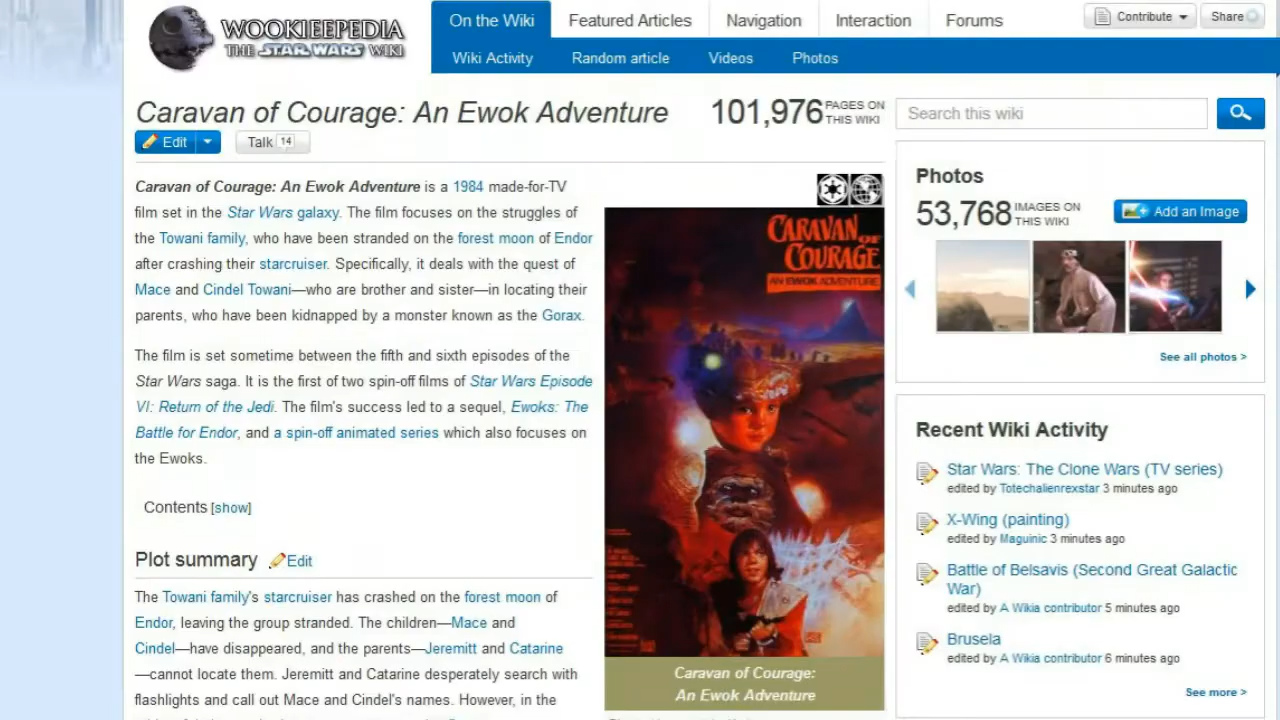 WOOKIEEPEDIA
THE STAR WARS WIKI
On the Wiki
Featured Articles
Navigation
Interaction
Forums
Contribute
Share
Wiki Activity
Random article
Videos
Photos
Caravan of Courage: An Ewok Adventure
101,976 PAGES ON THIS WIKI
Search this wiki
Edit
Talk 14
Caravan of Courage: An Ewok Adventure is a 1984 made-for-TV
film set in the Star Wars galaxy. The film focuses on the struggles of
the Towani family, who have been stranded on the forest moon of Endor
after crashing their starcruiser. Specifically, it deals with the quest of
Mace and Cindel Towani—who are brother and sister—in locating their
parents, who have been kidnapped by a monster known as the Gorax.
The film is set sometime between the fifth and sixth episodes of the
Star Wars saga. It is the first of two spin-off films of Star Wars Episode
VI: Return of the Jedi. The film's success led to a sequel, Ewoks: The
Battle for Endor, and a spin-off animated series which also focuses on
the Ewoks.
Contents [show]
Plot summary Edit
The Towani family's starcruiser has crashed on the forest moon of
Endor, leaving the group stranded. The children—Mace and
Cindel—have disappeared, and the parents—Jeremitt and Catarine
—cannot locate them. Jeremitt and Catarine desperately search with
flashlights and call out Mace and Cindel's names. However, in the
CARAVAN OF
COURAGE
AN EWOK ADVENTURE
Caravan of Courage:
An Ewok Adventure
Photos
53,768 IMAGES ON THIS WIKI
Add an Image
See all photos >
Recent Wiki Activity
Star Wars: The Clone Wars (TV series)
edited by Totechalienrexstar 3 minutes ago
X-Wing (painting)
edited by Maguinic 3 minutes ago
Battle of Belsavis (Second Great Galactic
War)
edited by A Wikia contributor 5 minutes ago
Brusela
edited by A Wikia contributor 6 minutes ago
See more >